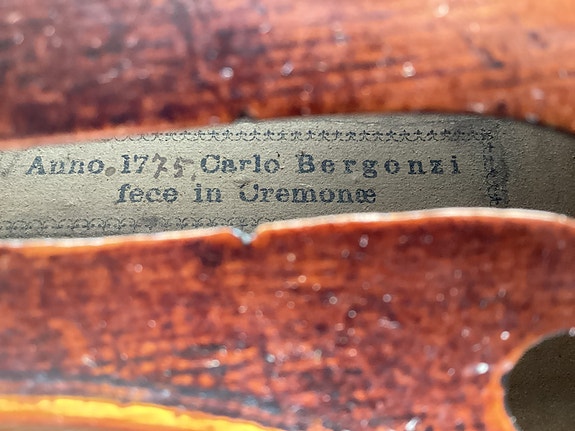 Anno. 1775, Carlo Bergonzi
fece in Cremonæ